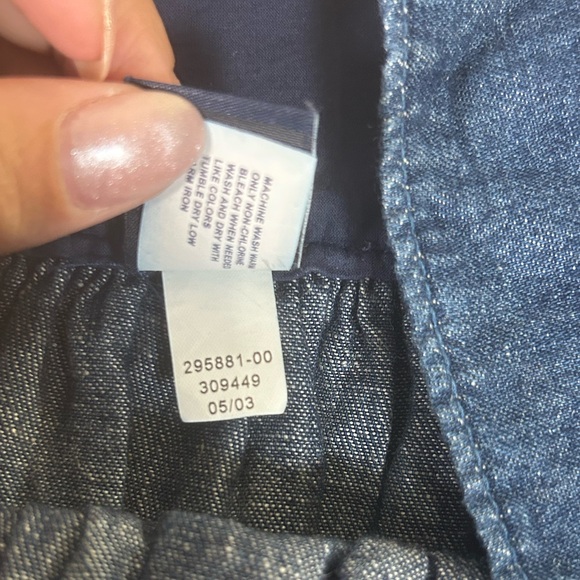 MACHINE WASH WARM
ONLY NON-CHLORINE
BLEACH WHEN NEEDED
WASH AND DRY WITH
LIKE COLORS
TUMBLE DRY LOW
IRON
295881-00
309449
05/03